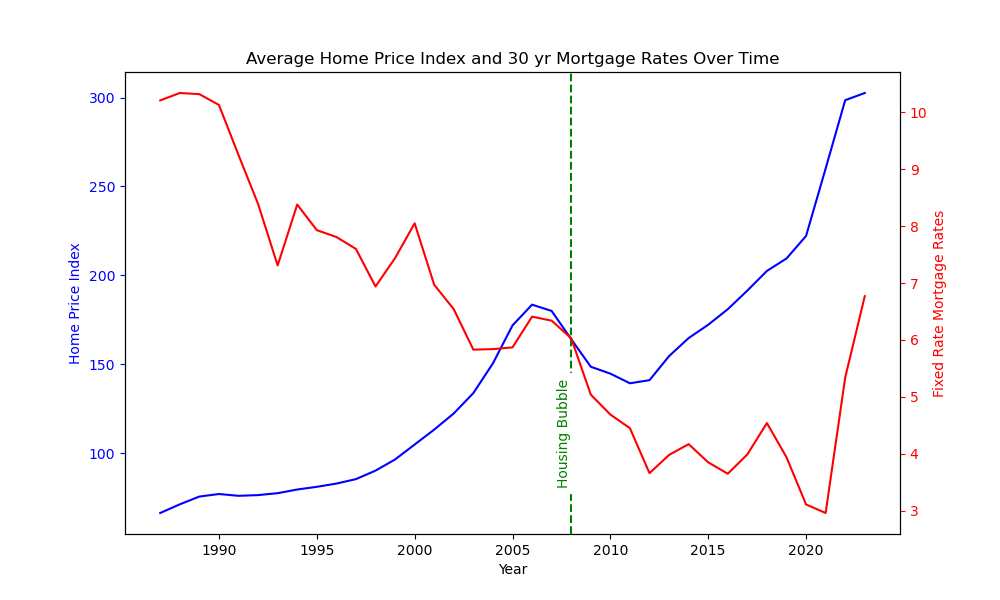 Average Home Price Index and 30 yr Mortgage Rates Over Time
Home Price Index
300
250
200
150
100
Housing Bubble
10
9
8
7
6
5
4
3
Fixed Rate Mortgage Rates
1990 1995 2000 2005 2010 2015 2020
Year